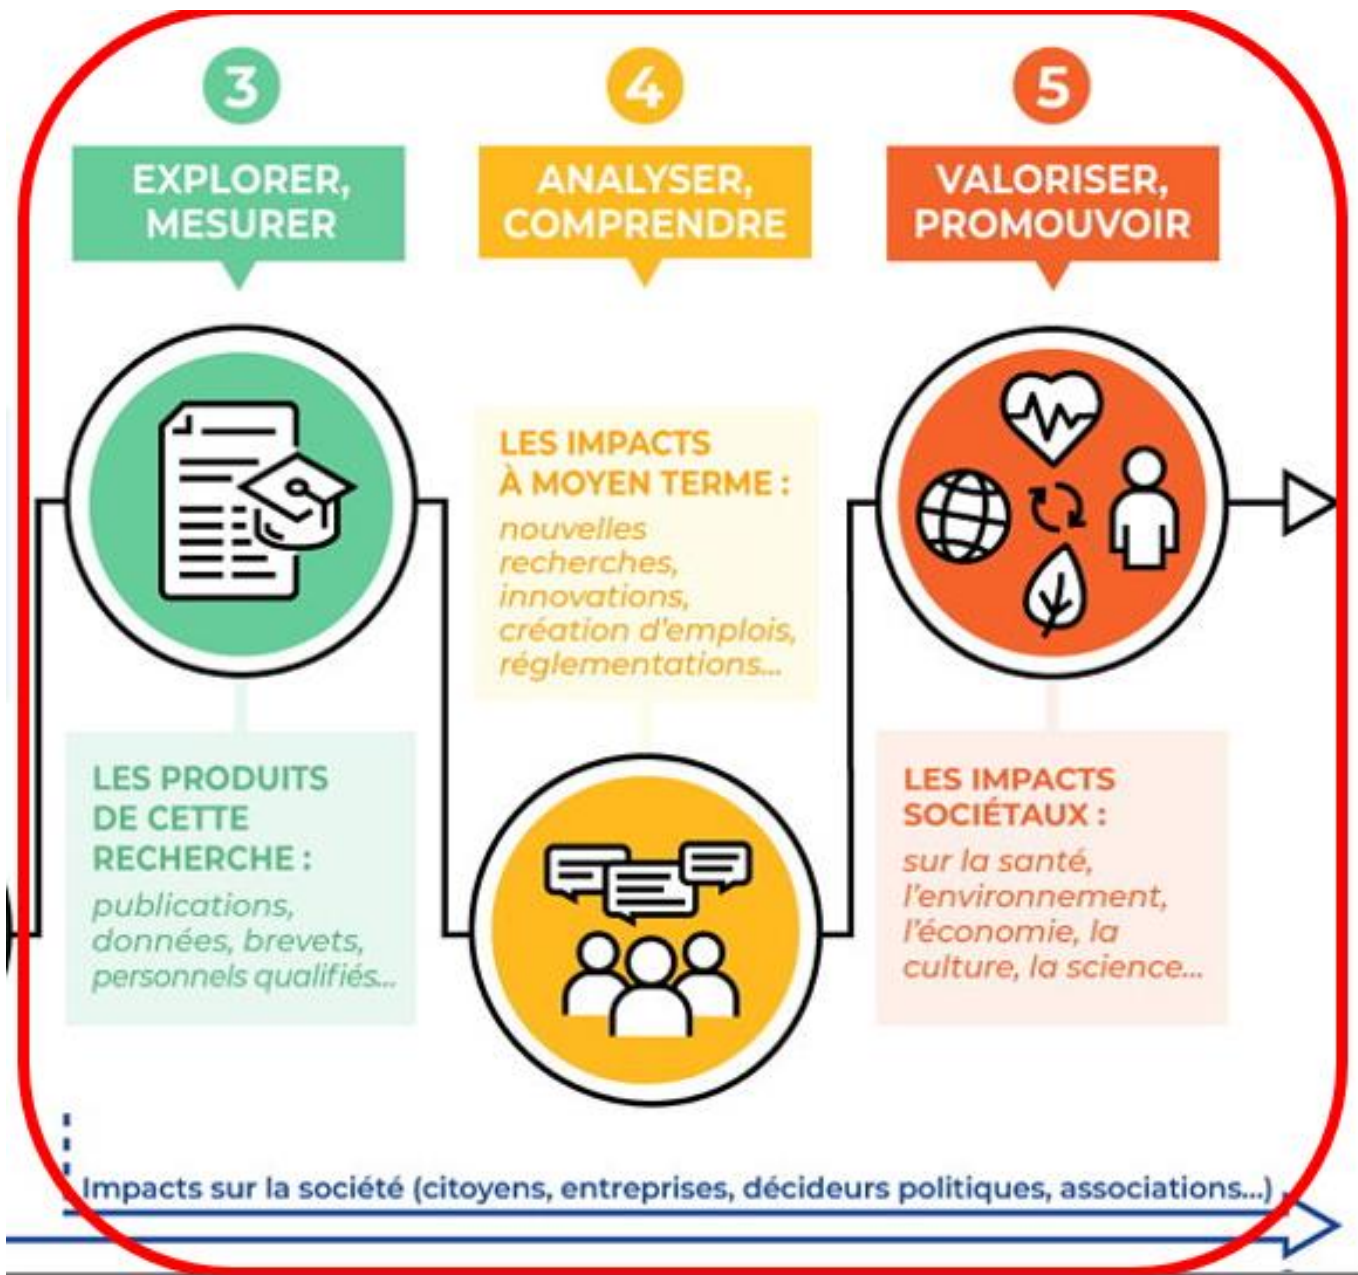 3
EXPLORER,
MESURER
LES PRODUITS
DE CETTE
RECHERCHE :
publications,
données, brevets,
personnels qualifiés...
4
ANALYSER,
COMPRENDRE
LES IMPACTS
À MOYEN TERME :
nouvelles
recherches,
innovations,
création d'emplois,
réglementations...
5
VALORISER,
PROMOUVOIR
LES IMPACTS
SOCIÉTAUX :
sur la santé,
l'environnement,
l'économie, la
culture, la science...
Impacts sur la société (citoyens, entreprises, décideurs politiques, associations...)